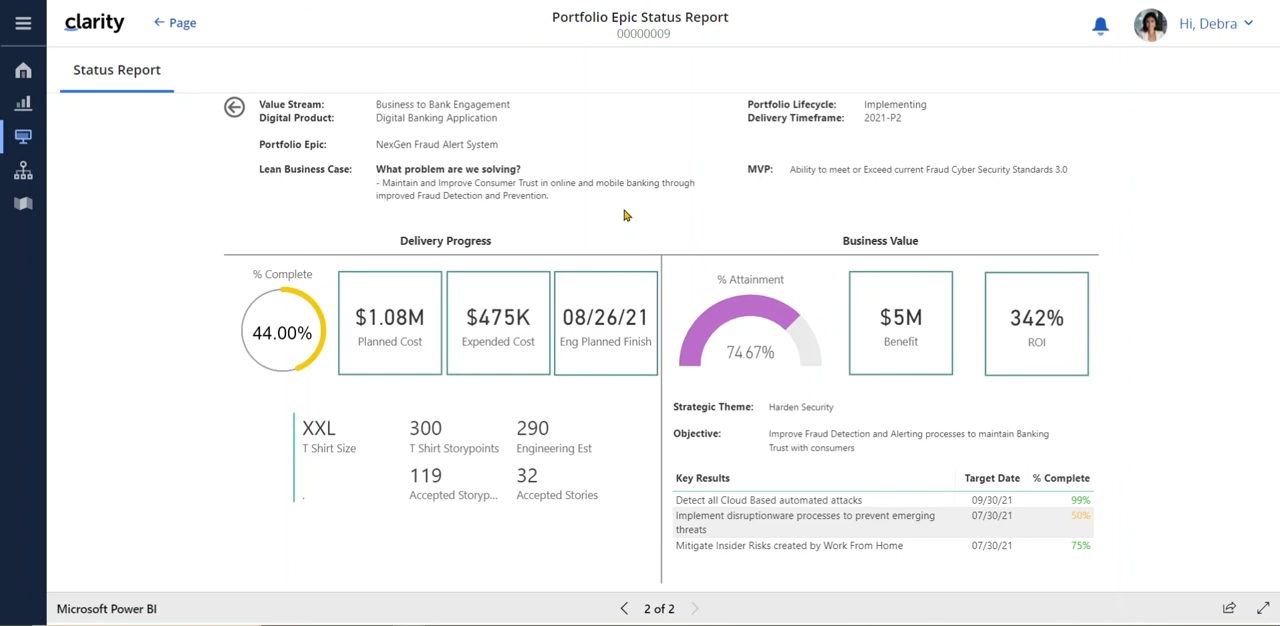 clarity
← Page
Portfolio Epic Status Report
00000009
Hi, Debra
Status Report
Value Stream: Business to Bank Engagement
Digital Product: Digital Banking Application
Portfolio Lifecycle: Implementing
Delivery Timeframe: 2021-P2
Portfolio Epic: NexGen Fraud Alert System
Lean Business Case: What problem are we solving?
- Maintain and Improve Consumer Trust in online and mobile banking through
improved Fraud Detection and Prevention.
MVP: Ability to meet or Exceed current Fraud Cyber Security Standards 3.0
Delivery Progress
% Complete
44.00%
$1.08M
Planned Cost
$475K
Expended Cost
08/26/21
Eng Planned Finish
XXL
T Shirt Size
300
T Shirt Storypoints
290
Engineering Est
.
119
Accepted Storyp...
32
Accepted Stories
Business Value
% Attainment
74.67%
$5M
Benefit
342%
ROI
Strategic Theme: Harden Security
Objective: Improve Fraud Detection and Alerting processes to maintain Banking
Trust with consumers
Key Results Target Date % Complete
Detect all Cloud Based automated attacks 09/30/21 99%
Implement disruptionware processes to prevent emerging 07/30/21 50%
threats
Mitigate Insider Risks created by Work From Home 07/30/21 75%
Microsoft Power BI
2 of 2